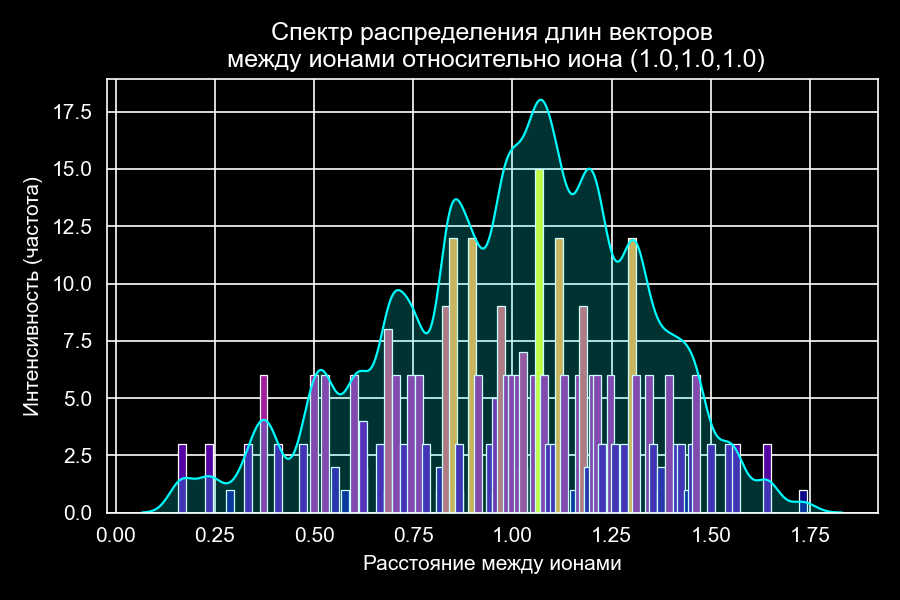 Спектр распределения длин векторов
между ионами относительно иона (1.0,1.0,1.0)
Интенсивность (частота)
17.5
15.0
12.5
10.0
7.5
5.0
2.5
0.0
0.00 0.25 0.50 0.75 1.00 1.25 1.50 1.75
Расстояние между ионами